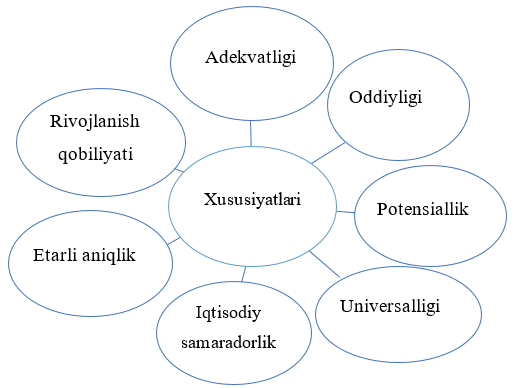 Adekvatligi
Oddiyligi
Rivojlanish
qobiliyati
Xususiyatlari
Potensiallik
Etarli aniqlik
Universalligi
Iqtisodiy
samaradorlik